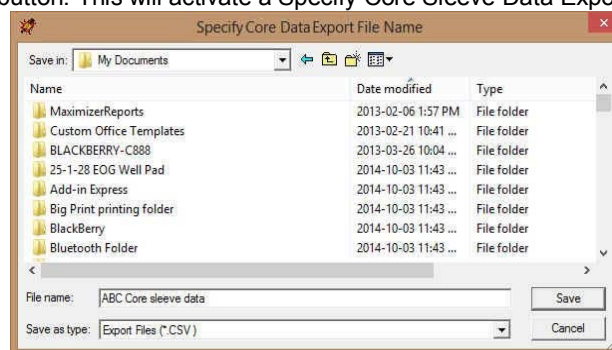 button. This will activate a Specify Core Sleeve Data Expo
Specify Core Data Export File Name
Save in: My Documents
Name Date modified Type
MaximizerReports 2013-02-06 1:57 PM File folder
Custom Office Templates 2013-02-21 10:41 ... File folder
BLACKBERRY-C888 2013-03-26 10:04 ... File folder
25-1-28 EOG Well Pad 2014-10-03 11:43 ... File folder
Add-in Express 2014-10-03 11:43 ... File folder
Big Print printing folder 2014-10-03 11:43 ... File folder
BlackBerry 2014-10-03 11:43 ... File folder
Bluetooth Folder 2014-10-03 11:43 ... File folder
File name: ABC Core sleeve data Save
Save as type: Export Files (*.CSV ) Cancel